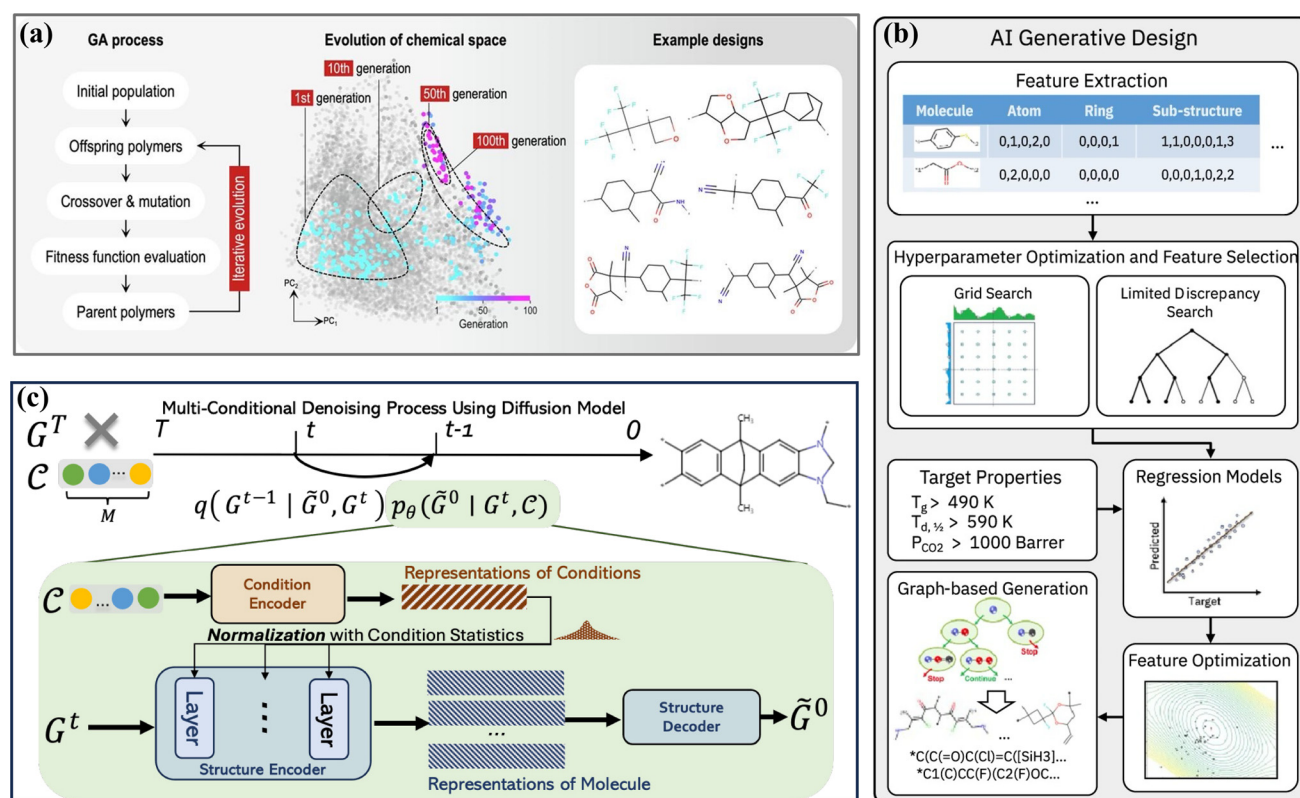 (a)
GA process
Initial population
Offspring polymers
Crossover & mutation
Fitness function evaluation
Parent polymers
Iterative evolution
Evolution of chemical space
10th generation
1st generation
50th generation
100th generation
PC2
PC1
1 50 100
Generation
Example designs
(b)
AI Generative Design
Feature Extraction
Molecule Atom Ring Sub-structure
0,1,0,2,0 0,0,0,1 1,1,0,0,0,1,3
...
0,2,0,0,0 0,0,0,0 0,0,0,1,0,2,2
...
Hyperparameter Optimization and Feature Selection
Grid Search
Limited Discrepancy
Search
Target Properties
Tg > 490 K
Td,½ > 590 K
PCO2 > 1000 Barrer
Regression Models
Predicted
Target
Graph-based Generation
Stop
Stop
Continue
...
...
*C(C(=O)C(Cl)=C([SiH3]...
*C1(C)CC(F)(C2(F)OC...
Feature Optimization
(c)
Multi-Conditional Denoising Process Using Diffusion Model
G^T
T t t-1 0
C
...
M
q(G^{t-1} | G̃^0, G^t) p_θ(G̃^0 | G^t, C)
CH3
CH3
C
...
Condition
Encoder
Representations of Conditions
Normalization with Condition Statistics
G^t
Layer
...
Layer
Structure Encoder
...
Representations of Molecule
Structure
Decoder
G̃^0